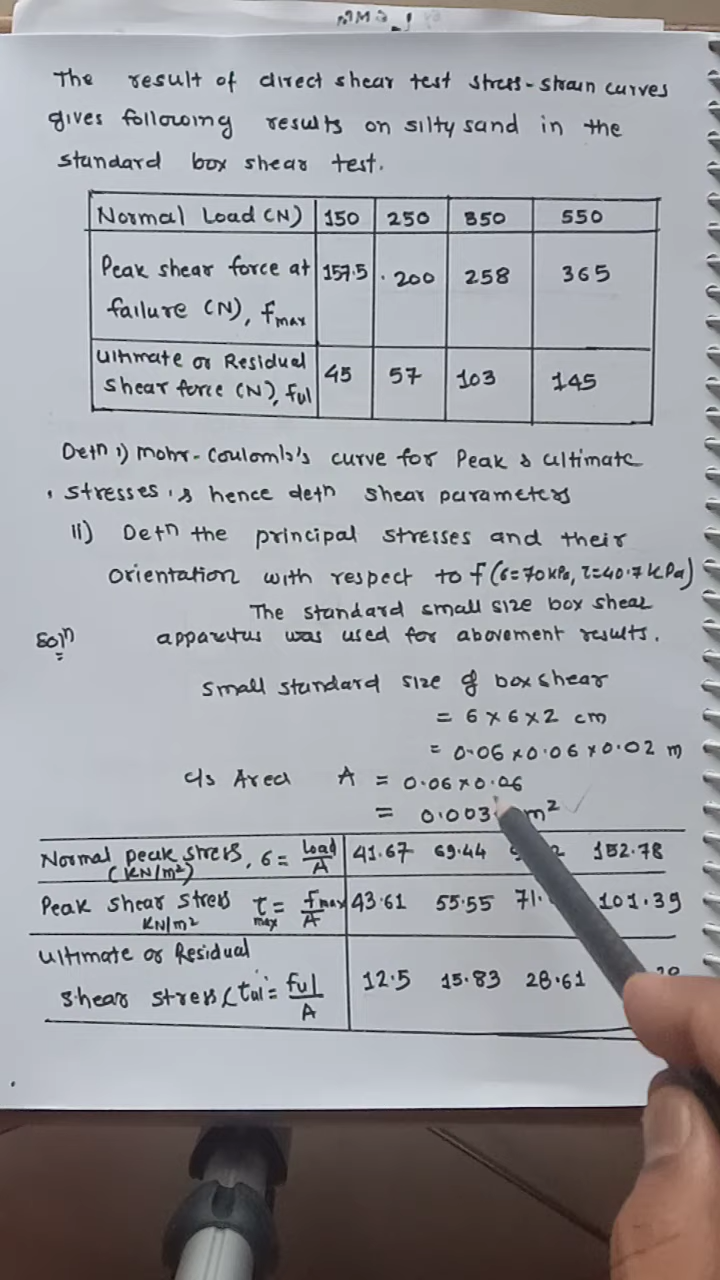 The result of direct shear test stress-strain curves
gives following results on silty sand in the
standard box shear test.
Normal Load (N) 150 250 350 550
Peak shear force at 157.5 200 258 365
failure (N), fmax
Ultimate or Residual
shear force (N), ful 45 57 103 145
Detn i) mohr-Coulomb's curve for Peak & ultimate
stresses & hence detn shear parameters
ii) Detn the principal stresses and their
orientation with respect to f (σ=70kPa, τ=40.7 kPa)
The standard small size box shear
Soln apparutus was used for abovement results.
Small standard size of box shear
= 6 x 6 x 2 cm
= 0.06 x 0.06 x 0.02 m
c/s Area A = 0.06 x 0.06
= 0.003 m²
Normal peak stress, σ = Load/A 41.67 69.44 152.78
(KN/m²)
Peak shear stress τmax = fmax/A 43.61 55.55 71. 101.39
KN/m²
Ultimate or Residual
shear stress (tul = ful/A 12.5 15.83 28.61